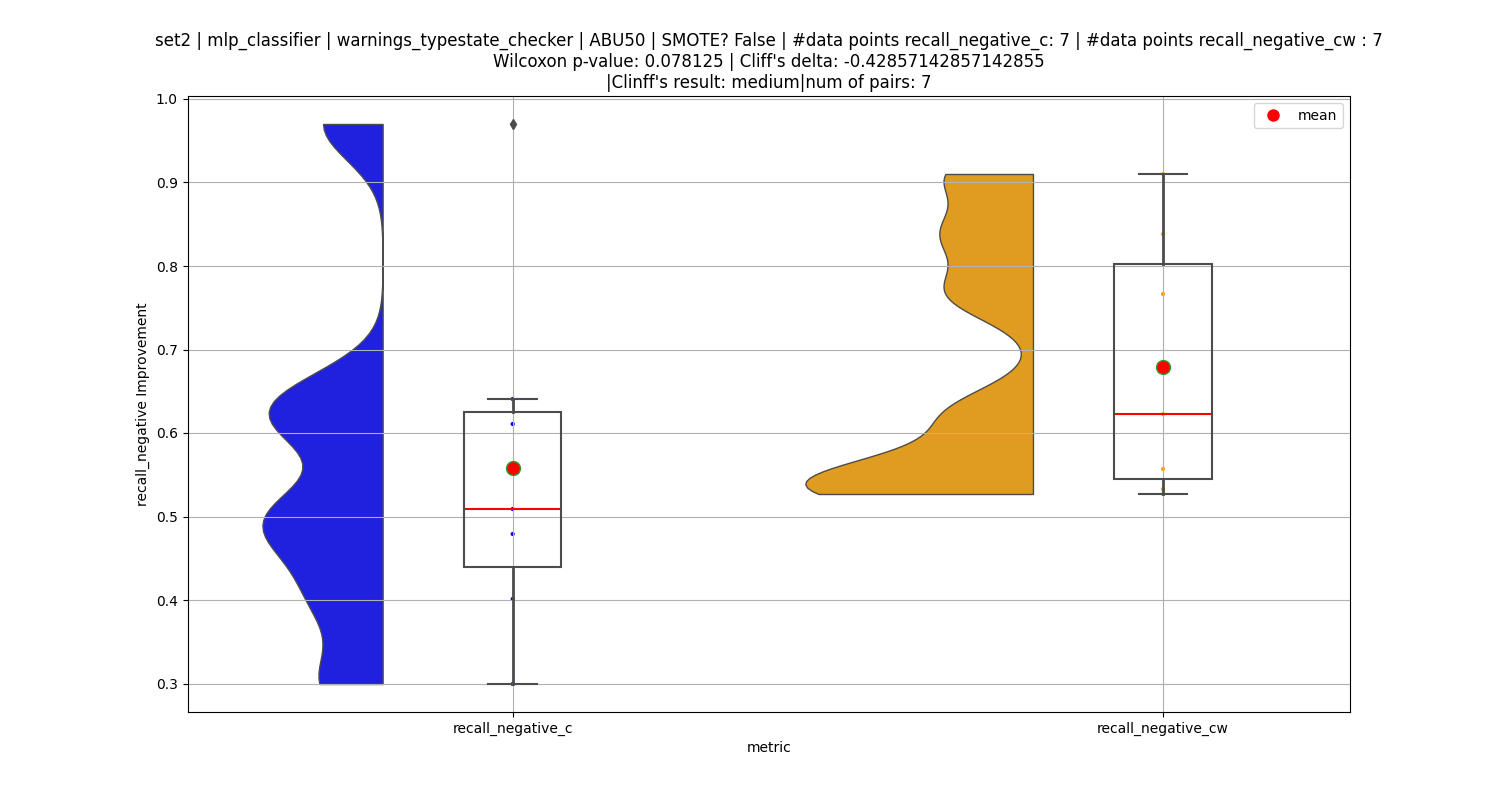 set2 | mlp_classifier | warnings_typestate_checker | ABU50 | SMOTE? False | #data points recall_negative_c: 7 | #data points recall_negative_cw : 7
Wilcoxon p-value: 0.078125 | Cliff's delta: -0.42857142857142855
|Clinff's result: medium|num of pairs: 7
mean
1.0
0.9
0.8
0.7
0.6
0.5
0.4
0.3
recall_negative Improvement
recall_negative_c
recall_negative_cw
metric